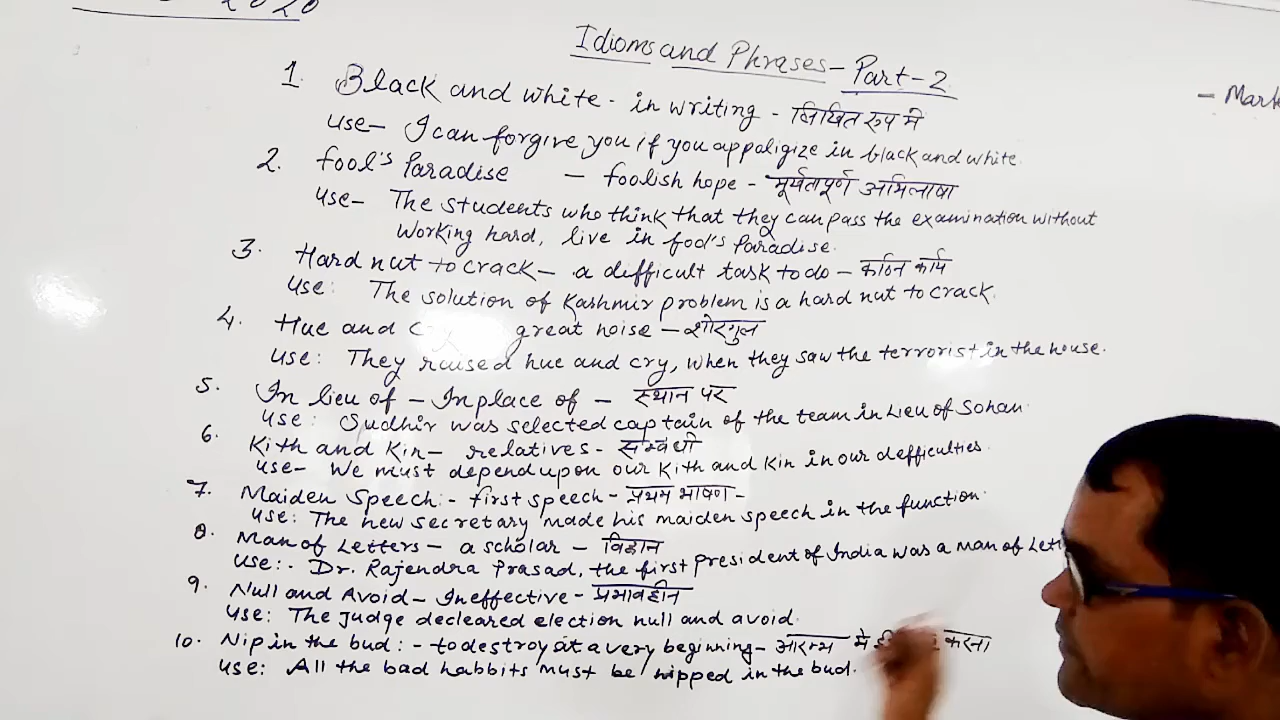 2020
Idioms and Phrases - Part-2
- Mark
1. Black and white - in writing - लिखित रुप मे
use- I can forgive you if you appaligize in black and white.
2. fool's Paradise - foolish hope - मूर्यतापूर्ण अभिलाषा
use- The students who think that they can pass the examination without
working hard, live in fool's Paradise.
3. Hard nut to crack - a difficult task to do - कठिन कार्य
use: The solution of Kashmir problem is a hard nut to crack.
4. Hue and great noise - शोरगुल
use: They raised hue and cry, when they saw the terrorist in the house.
5. In lieu of - In place of - स्थान पर
use: Sudhir was selected captain of the team in Lieu of Sohan.
6. Kith and Kin - relatives - सम्बंधी
use- We must depend upon our Kith and Kin in our defficulties.
7. Maiden Speech :- first speech - प्रथम भाषण -
use: The new secretary made his maiden speech in the function.
8. Man of Letters - a scholar - विद्वान
use:- Dr. Rajendra Prasad, the first president of India was a Man of Lett
9. Null and Avoid - Ineffective - प्रभावहीन
use: The Judge decleared election null and avoid.
10. Nip in the bud :- to destroy at a very beginning - आरम्भ मे करना
use: All the bad habbits must be nipped in the bud.